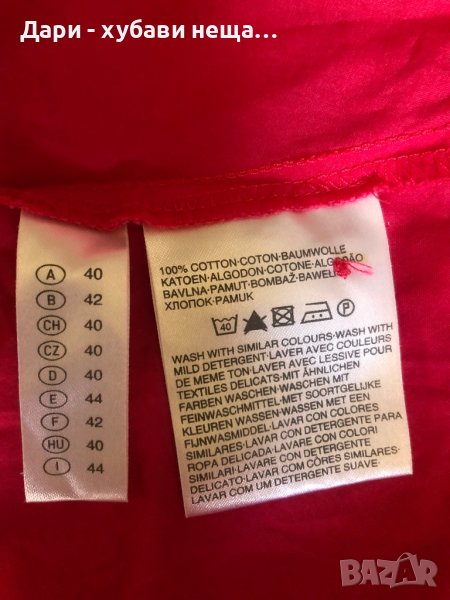 Дари - хубави неща…
A 40
B 42
CH 40
CZ 40
D 40
E 44
F 42
HU 40
I 44
100% COTTON-COTON-BAUMWOLLE
KATOEN-ALGODON-COTONE-ALGODÃO
BAVLNA-PAMUT-BOMBAŽ-BAWEŁ
ХЛОПОК-PAMUK
40 P
WASH WITH SIMILAR COLOURS-WASH WITH
MILD DETERGENT-LAVER AVEC COULEURS
DE MEME TON-LAVER AVEC LESSIVE POUR
TEXTILES DELICATS-MIT ÄHNLICHEN
FARBEN WASCHEN-WASCHEN MIT
FEINWASCHMITTEL-MET SOORTGELIJKE
KLEUREN WASSEN-WASSEN MET EEN
FIJNWASMIDDEL-LAVAR CON COLORES
SIMILARES-LAVAR CON DETERGENTE PARA
ROPA DELICADA-LAVARE CON COLORI
SIMILARI-LAVARE CON DETERSIVO
DELICATO-LAVAR COM CÔRES SIMILARES-
LAVAR COM UM DETERGENTE SUAVE.
BAZAR